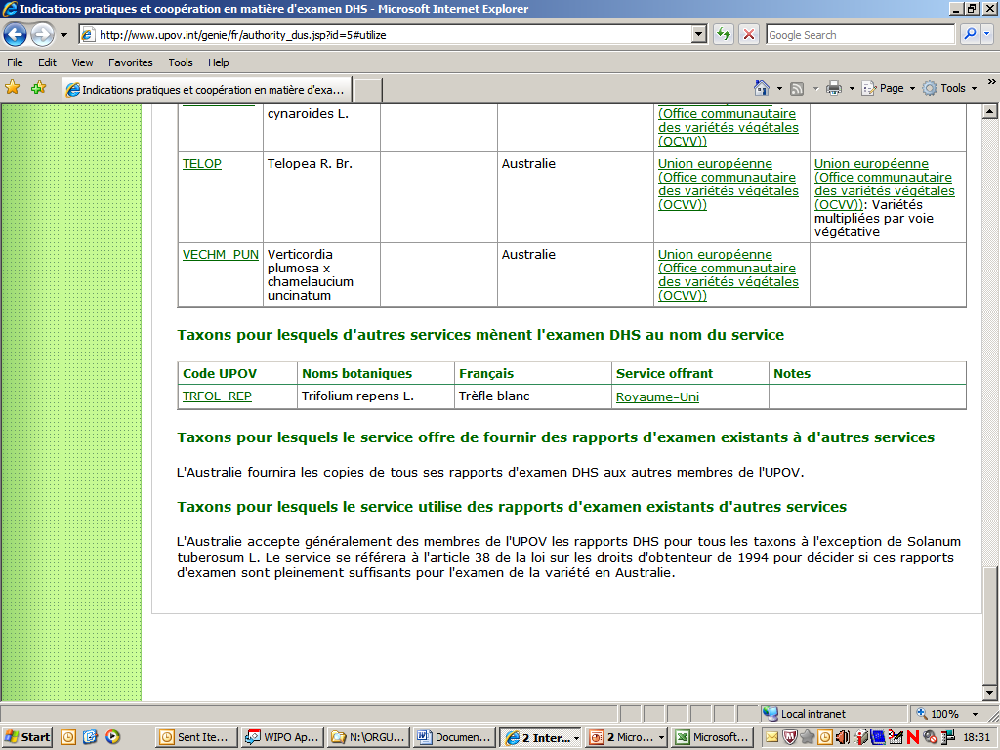 Indications pratiques et coopération en matière d'examen DHS - Microsoft Internet Explorer
http://www.upov.int/genie/fr/authority_dus.jsp?id=5#utilize
Google Search
File Edit View Favorites Tools Help
Indications pratiques et coopération en matière d'exa...
Page Tools
cynaroides L.
(Office communautaire
des variétés végétales
(OCVV))
TELOP
Telopea R. Br.
Australie
Union européenne
(Office communautaire
des variétés végétales
(OCVV))
Union européenne
(Office communautaire
des variétés végétales
(OCVV)): Variétés
multipliées par voie
végétative
VECHM_PUN
Verticordia
plumosa x
chamelaucium
uncinatum
Australie
Union européenne
(Office communautaire
des variétés végétales
(OCVV))
Taxons pour lesquels d'autres services mènent l'examen DHS au nom du service
Code UPOV Noms botaniques Français Service offrant Notes
TRFOL_REP Trifolium repens L. Trèfle blanc Royaume-Uni
Taxons pour lesquels le service offre de fournir des rapports d'examen existants à d'autres services
L'Australie fournira les copies de tous ses rapports d'examen DHS aux autres membres de l'UPOV.
Taxons pour lesquels le service utilise des rapports d'examen existants d'autres services
L'Australie accepte généralement des membres de l'UPOV les rapports DHS pour tous les taxons à l'exception de Solanum
tuberosum L. Le service se référera à l'article 38 de la loi sur les droits d'obtenteur de 1994 pour décider si ces rapports
d'examen sont pleinement suffisants pour l'examen de la variété en Australie.
Local intranet 100%
Start Sent Ite... WIPO Ap... N:\ORGU... Documen... 2 Inter... 2 Micro... Microsoft... 18:31